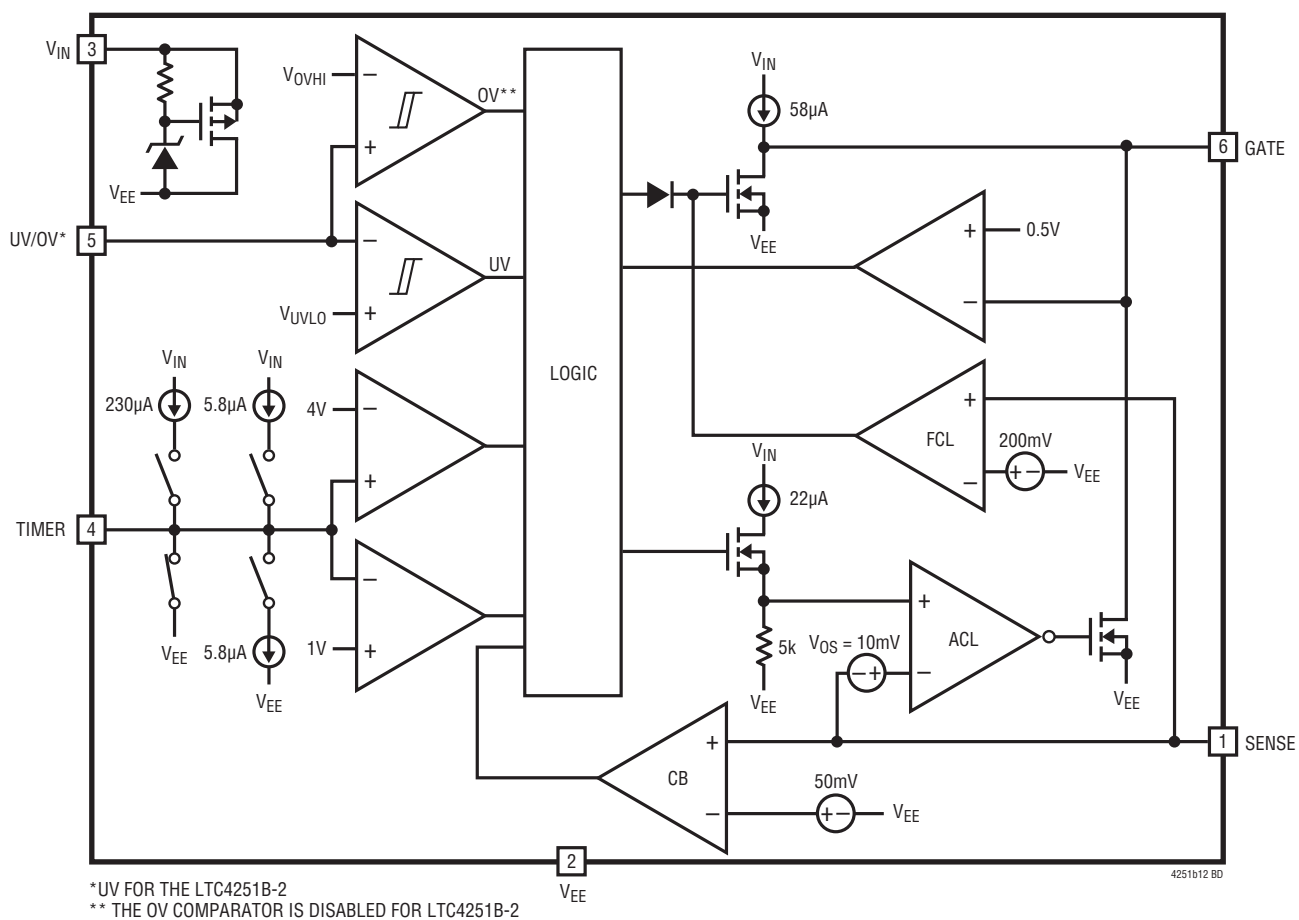 V_IN 3
V_EE
UV/OV* 5
V_OVHI −
+
OV**
−
V_UVLO +
UV
V_IN
230µA
V_IN
5.8µA
4V −
+
TIMER 4
−
1V +
V_EE
5.8µA
V_EE
LOGIC
V_IN
58µA
V_EE
6 GATE
+ 0.5V
−
FCL
+
−
200mV
+ −
V_EE
V_IN
22µA
5k
V_EE
V_OS = 10mV
− +
ACL
+
−
V_EE
1 SENSE
CB
+
−
50mV
+ −
V_EE
2
V_EE
4251b12 BD
*UV FOR THE LTC4251B-2
** THE OV COMPARATOR IS DISABLED FOR LTC4251B-2